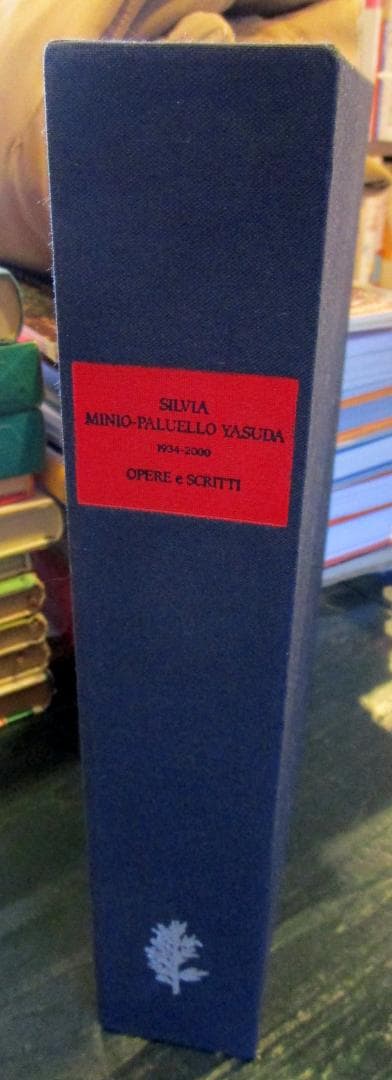 SILVIA
MINIO-PALUELLO YASUDA
1934-2000
OPERE e SCRITTI